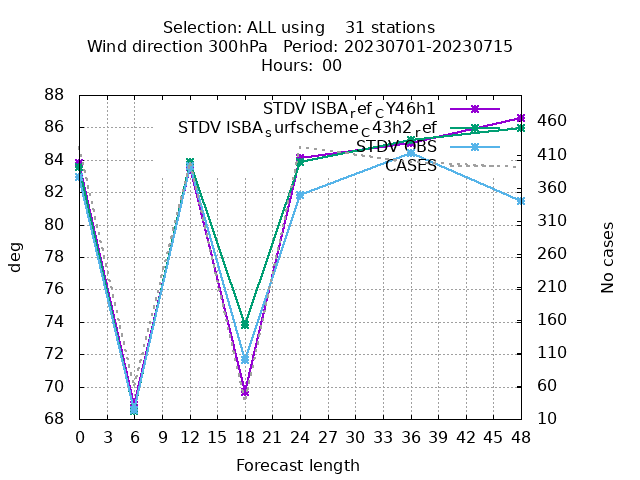 Selection: ALL using 31 stations
Wind direction 300hPa Period: 20230701-20230715
Hours: 00
STDV ISBA_ref_CY46h1
STDV ISBA_surfscheme_C43h2_ref
STDV OBS
CASES
88
86
84
82
80
78
76
74
72
70
68
deg
460
410
360
310
260
210
160
110
60
10
No cases
0 3 6 9 12 15 18 21 24 27 30 33 36 39 42 45 48
Forecast length